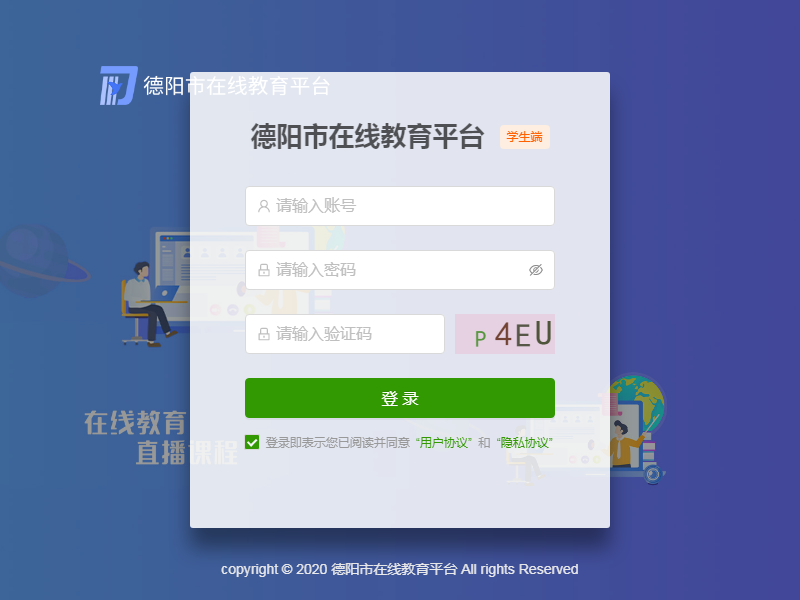 德阳市在线教育平台
德阳市在线教育平台 学生端
请输入账号
请输入密码
请输入验证码 P4EU
登录
登录即表示您已阅读并同意 “用户协议” 和 “隐私协议”
在线教育
直播课程
copyright © 2020 德阳市在线教育平台 All rights Reserved